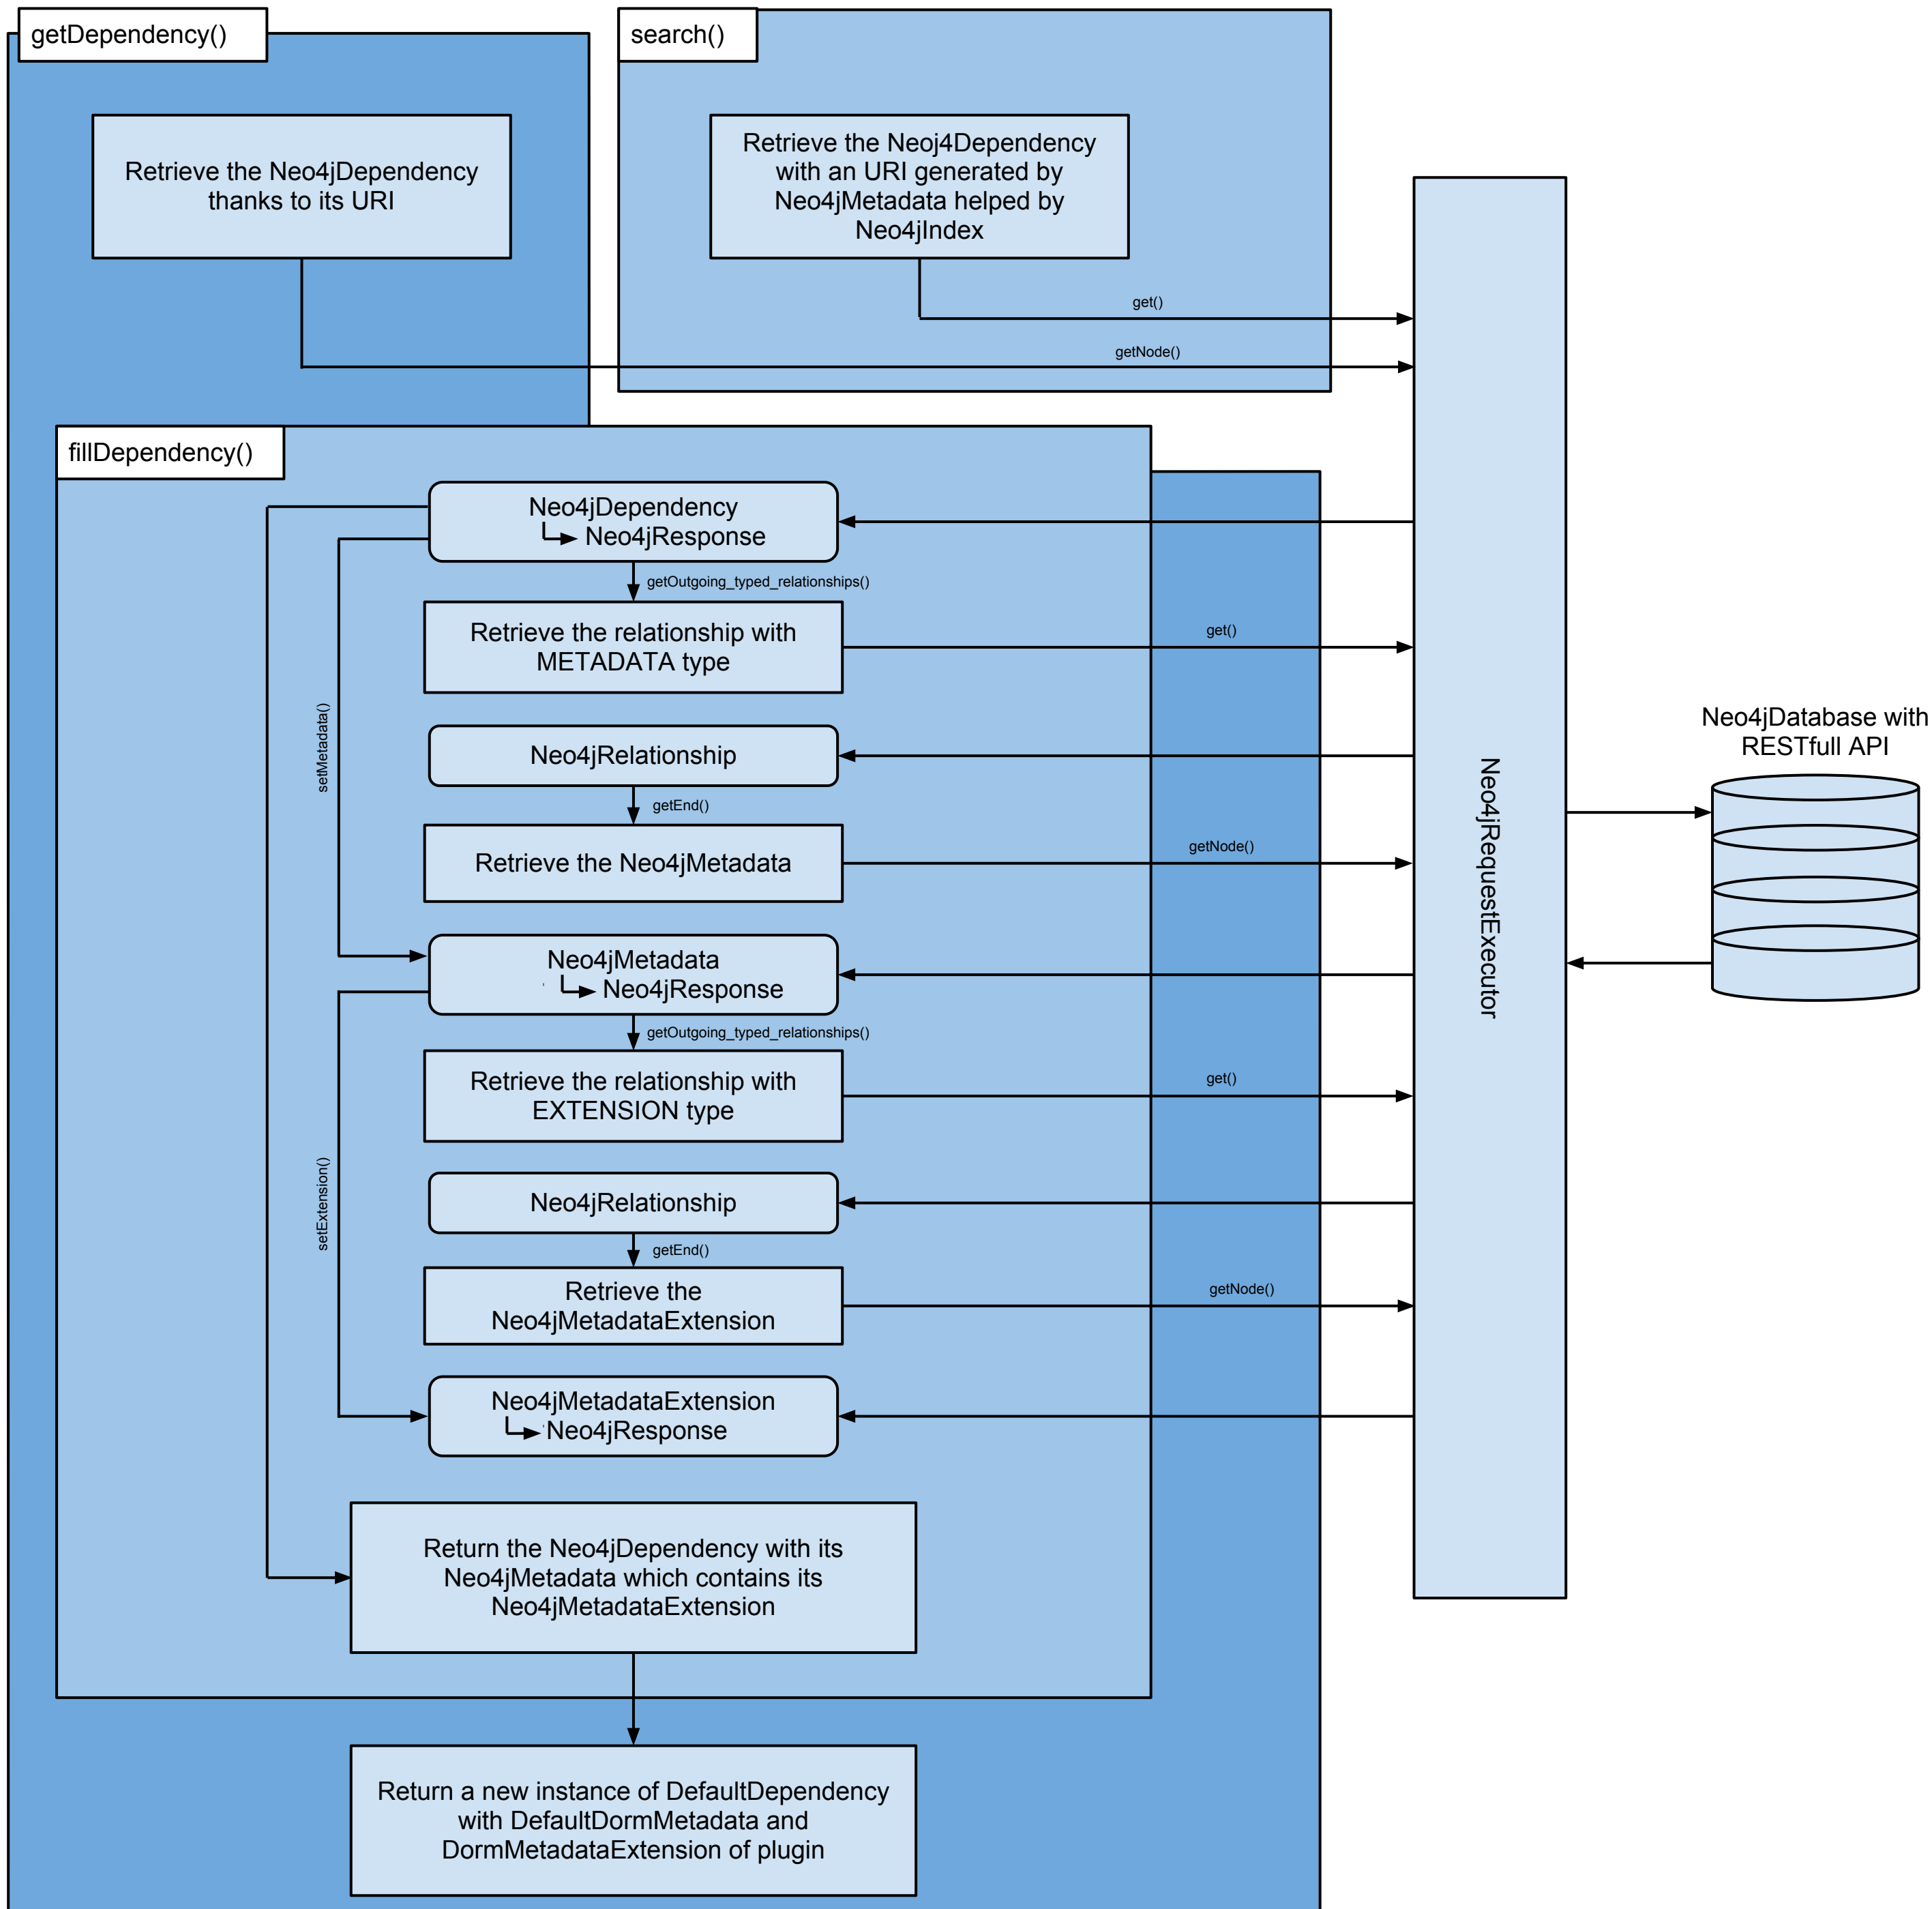 getDependency()
search()
Retrieve the Neo4jDependency
thanks to its URI
Retrieve the Neoj4Dependency
with an URI generated by
Neo4jMetadata helped by
Neo4jIndex
get()
getNode()
fillDependency()
Neo4jDependency
Neo4jResponse
getOutgoing_typed_relationships()
Retrieve the relationship with
METADATA type
get()
setMetadata()
Neo4jRelationship
getEnd()
Retrieve the Neo4jMetadata
getNode()
Neo4jRequestExecutor
Neo4jDatabase with
RESTfull API
Neo4jMetadata
Neo4jResponse
getOutgoing_typed_relationships()
Retrieve the relationship with
EXTENSION type
get()
setExtension()
Neo4jRelationship
getEnd()
Retrieve the
Neo4jMetadataExtension
getNode()
Neo4jMetadataExtension
Neo4jResponse
Return the Neo4jDependency with its
Neo4jMetadata which contains its
Neo4jMetadataExtension
Return a new instance of DefaultDependency
with DefaultDormMetadata and
DormMetadataExtension of plugin